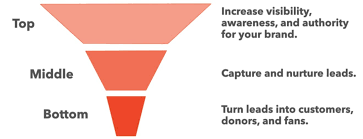 Top
Increase visibility,
awareness, and authority
for your brand.
Middle
Capture and nurture leads.
Bottom
Turn leads into customers,
donors, and fans.